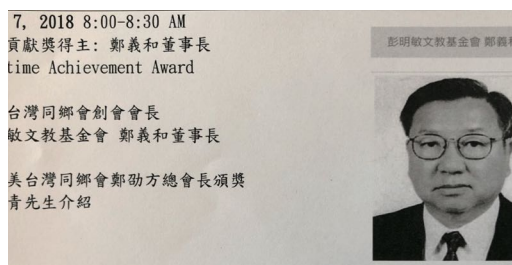 7, 2018 8:00-8:30 AM
貢獻獎得主: 鄭義和董事長
time Achievement Award
台灣同鄉會創會會長
敏文教基金會 鄭義和董事長
美台灣同鄉會鄭劭方總會長頒獎
青先生介紹
彭明敏文教基金會 鄭義